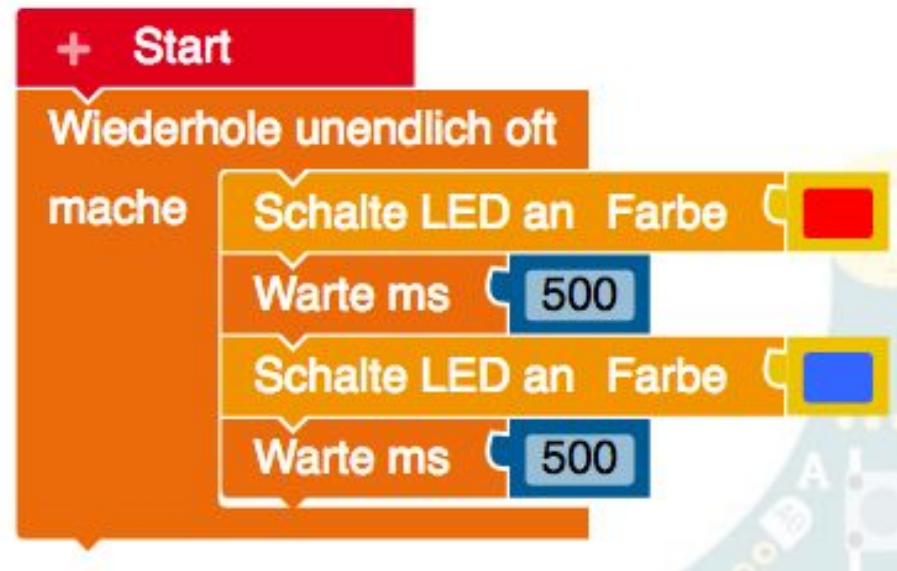 + Start
Wiederhole unendlich oft
mache Schalte LED an Farbe
Warte ms 500
Schalte LED an Farbe
Warte ms 500
A